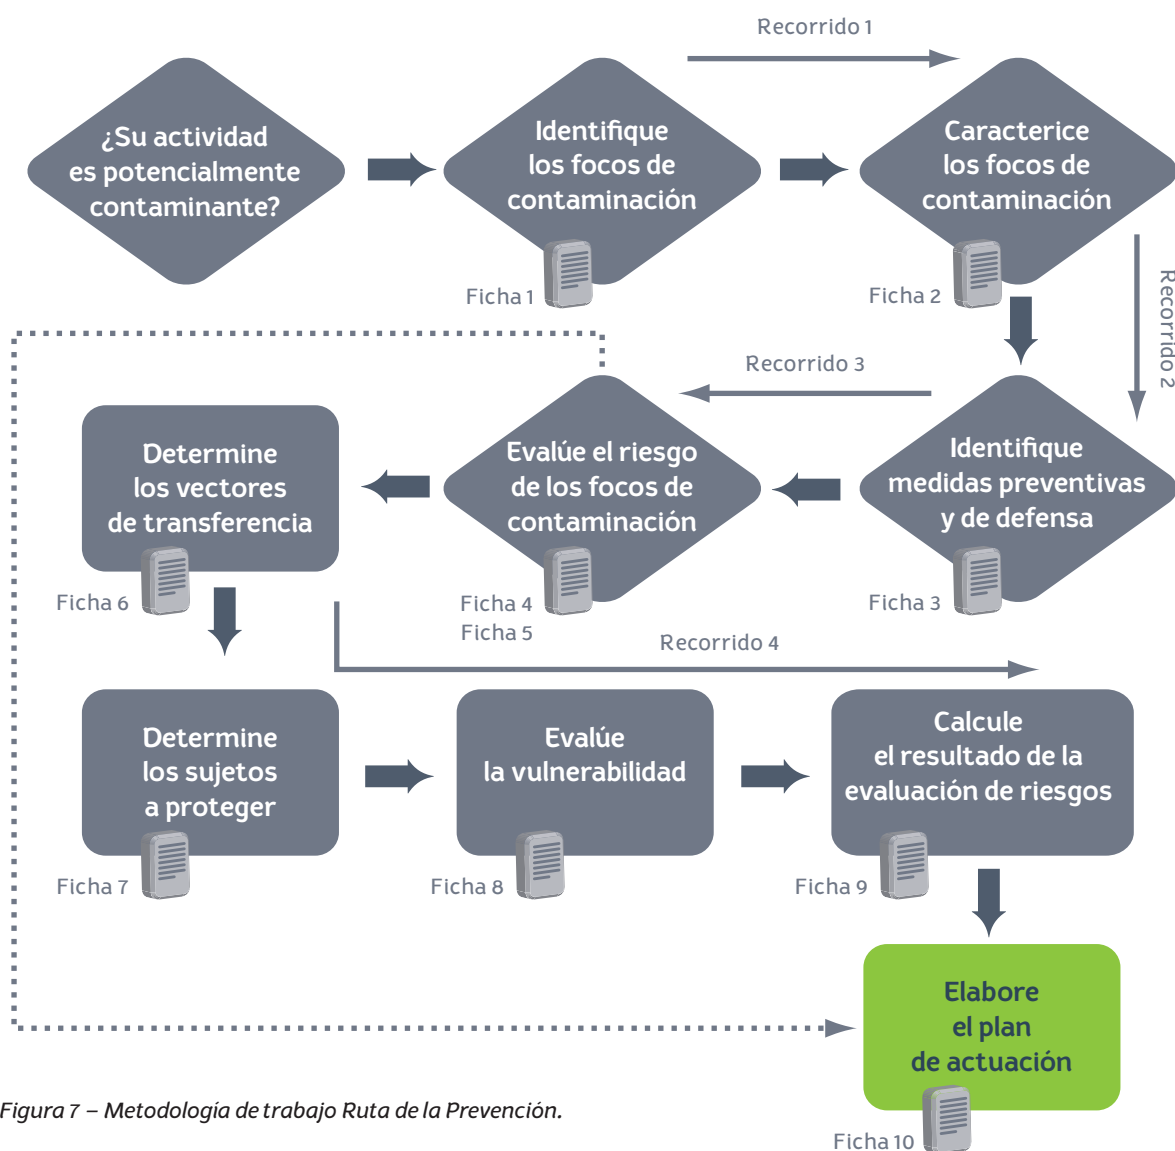 Recorrido 1
¿Su actividad
es potencialmente
contaminante?
Identifique
los focos de
contaminación
Ficha 1
Caracterice
los focos de
contaminación
Ficha 2
Recorrido 2
Recorrido 3
Identifique
medidas preventivas
y de defensa
Ficha 3
Evalúe el riesgo
de los focos de
contaminación
Ficha 4
Ficha 5
Determine
los vectores
de transferencia
Ficha 6
Recorrido 4
Determine
los sujetos
a proteger
Ficha 7
Evalúe
la vulnerabilidad
Ficha 8
Calcule
el resultado de la
evaluación de riesgos
Ficha 9
Elabore
el plan
de actuación
Ficha 10
Figura 7 – Metodología de trabajo Ruta de la Prevención.